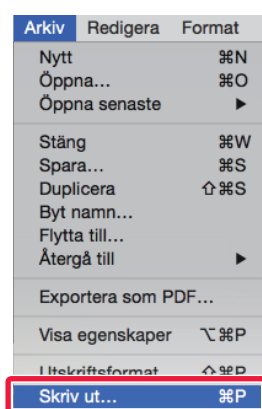 Arkiv Redigera Format
Nytt ⌘N
Öppna... ⌘O
Öppna senaste ▶
Stäng ⌘W
Spara... ⌘S
Duplicera ⇧⌘S
Byt namn...
Flytta till...
Återgå till ▶
Exportera som PDF...
Visa egenskaper ⌥⌘P
Utskriftsformat ⇧⌘P
Skriv ut... ⌘P